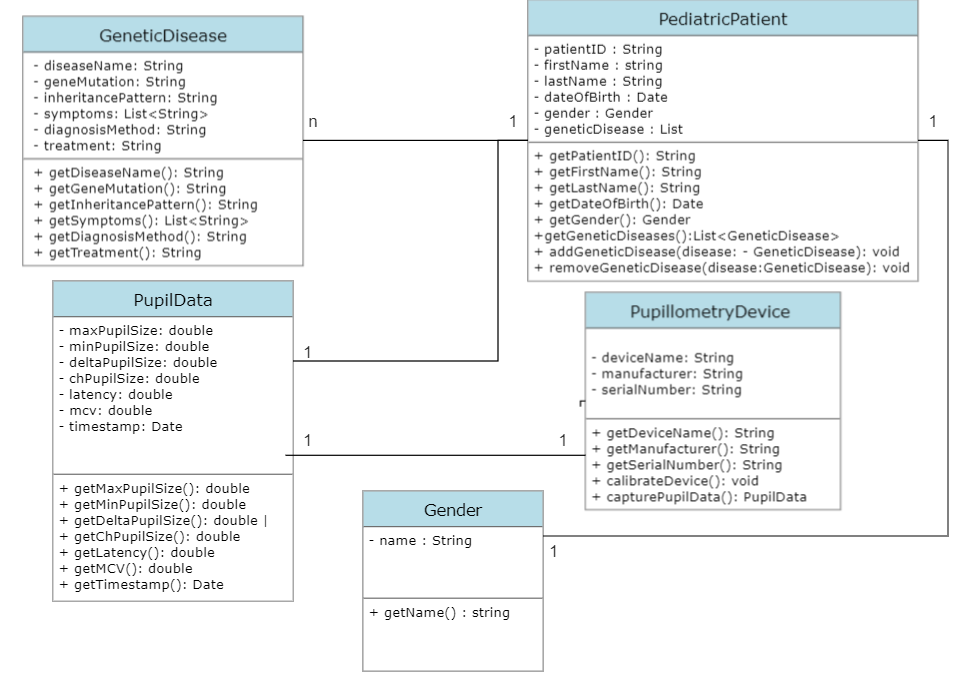 GeneticDisease
- diseaseName: String
- geneMutation: String
- inheritancePattern: String
- symptoms: List<String>
- diagnosisMethod: String
- treatment: String
+ getDiseaseName(): String
+ getGeneMutation(): String
+ getInheritancePattern(): String
+ getSymptoms(): List<String>
+ getDiagnosisMethod(): String
+ getTreatment(): String
n
1
PediatricPatient
- patientID : String
- firstName : string
- lastName : String
- dateOfBirth : Date
- gender : Gender
- geneticDisease : List
+ getPatientID(): String
+ getFirstName(): String
+ getLastName(): String
+ getDateOfBirth(): Date
+ getGender(): Gender
+getGeneticDiseases():List<GeneticDisease>
+ addGeneticDisease(disease: - GeneticDisease): void
+ removeGeneticDisease(disease:GeneticDisease): void
1
PupilData
- maxPupilSize: double
- minPupilSize: double
- deltaPupilSize: double
- chPupilSize: double
- latency: double
- mcv: double
- timestamp: Date
+ getMaxPupilSize(): double
+ getMinPupilSize(): double
+ getDeltaPupilSize(): double |
+ getChPupilSize(): double
+ getLatency(): double
+ getMCV(): double
+ getTimestamp(): Date
1
1
1
PupillometryDevice
- deviceName: String
- manufacturer: String
- serialNumber: String
+ getDeviceName(): String
+ getManufacturer(): String
+ getSerialNumber(): String
+ calibrateDevice(): void
+ capturePupilData(): PupilData
Gender
- name : String
+ getName() : string
1